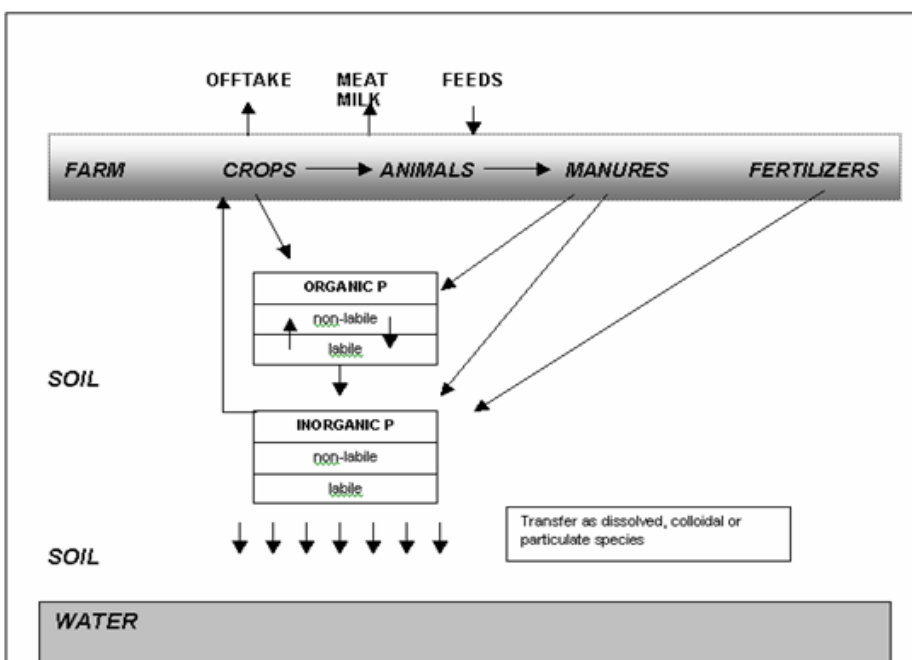 OFFTAKE MEAT FEEDS
MILK
FARM CROPS ANIMALS MANURES FERTILIZERS
ORGANIC P
non-labile
labile
SOIL
INORGANIC P
non-labile
labile
Transfer as dissolved, colloidal or
particulate species
SOIL
WATER